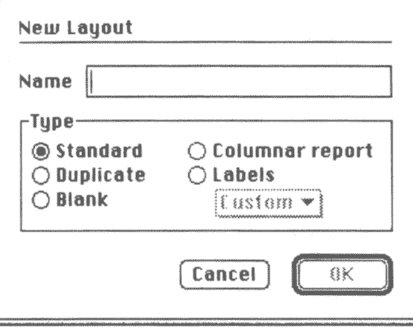 New Layout
Name
Type
Standard
Columnar report
Duplicate
Labels
Blank
Custom
Cancel
OK